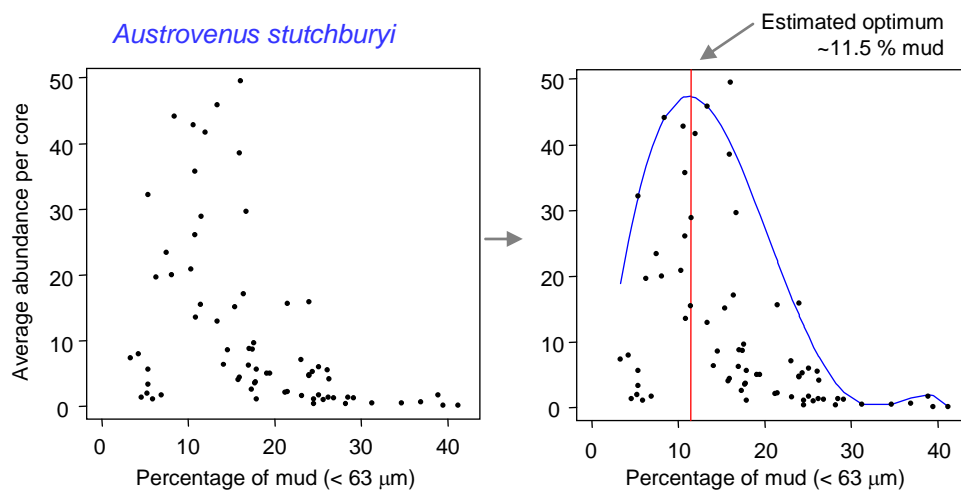 Austrovenus stutchburyi
Estimated optimum
~11.5 % mud
Average abundance per core
50
40
30
20
10
0
0 10 20 30 40
Percentage of mud (< 63 μm)
50
40
30
20
10
0
0 10 20 30 40
Percentage of mud (< 63 μm)